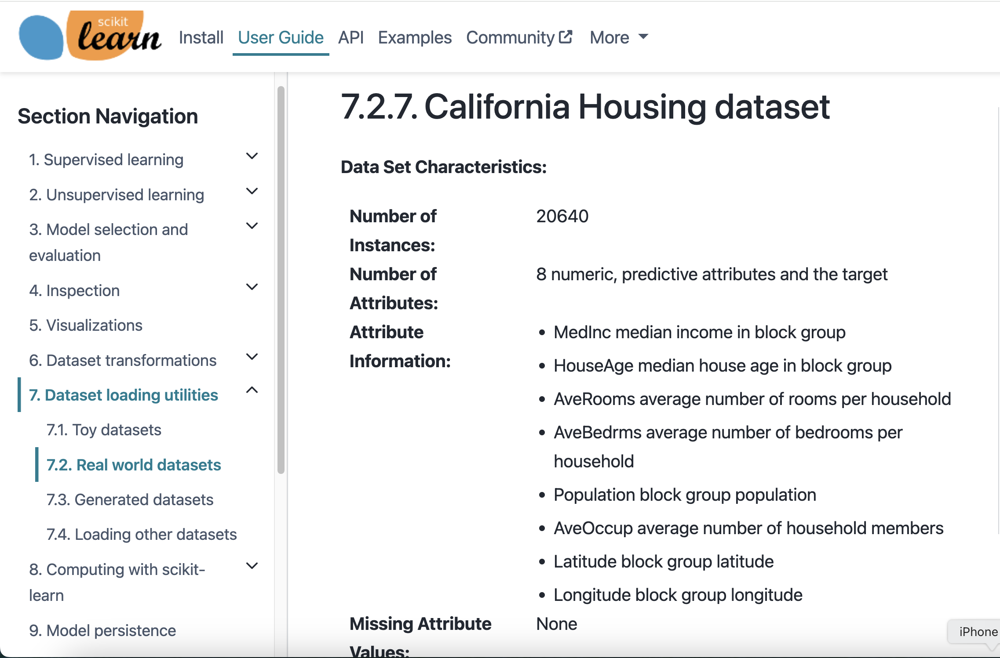 scikit
learn
Install User Guide API Examples Community More
Section Navigation
1. Supervised learning
2. Unsupervised learning
3. Model selection and
evaluation
4. Inspection
5. Visualizations
6. Dataset transformations
7. Dataset loading utilities
7.1. Toy datasets
7.2. Real world datasets
7.3. Generated datasets
7.4. Loading other datasets
8. Computing with scikit-
learn
9. Model persistence
7.2.7. California Housing dataset
Data Set Characteristics:
Number of
Instances:
20640
Number of
Attributes:
8 numeric, predictive attributes and the target
Attribute
Information:
• MedInc median income in block group
• HouseAge median house age in block group
• AveRooms average number of rooms per household
• AveBedrms average number of bedrooms per
household
• Population block group population
• AveOccup average number of household members
• Latitude block group latitude
• Longitude block group longitude
Missing Attribute
Values:
None
iPhone